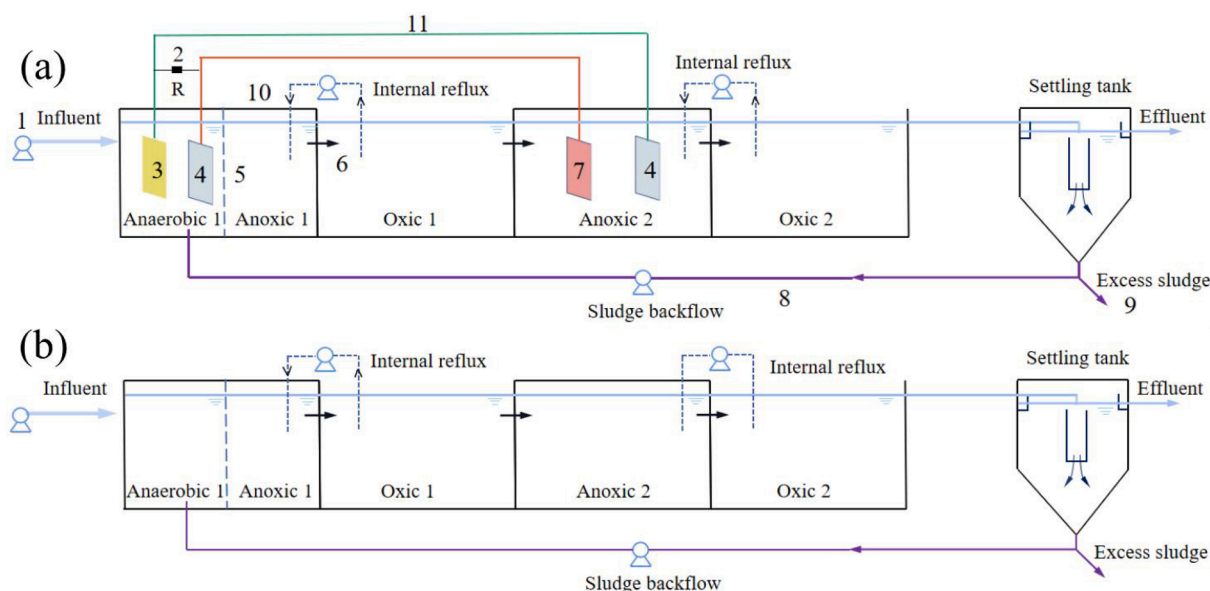 (a)
11
2
R
10
Internal reflux
Internal reflux
Settling tank
1
Influent
Effluent
3
4
5
6
7
4
Anaerobic 1
Anoxic 1
Oxic 1
Anoxic 2
Oxic 2
Sludge backflow
8
Excess sludge
9
(b)
Influent
Internal reflux
Internal reflux
Settling tank
Effluent
Anaerobic 1
Anoxic 1
Oxic 1
Anoxic 2
Oxic 2
Sludge backflow
Excess sludge